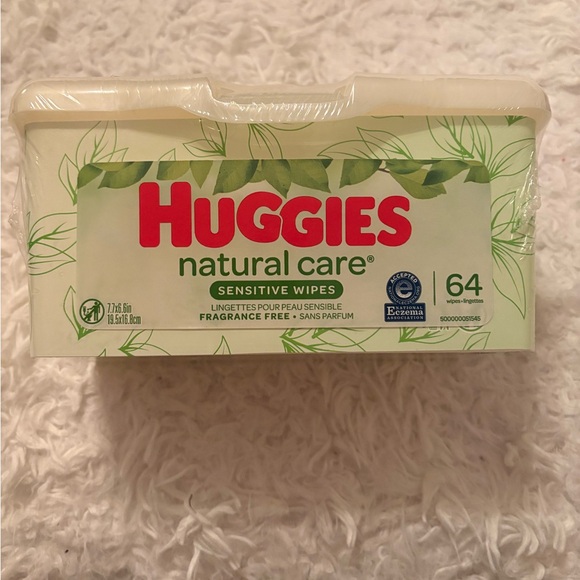 HUGGIES
natural care®
SENSITIVE WIPES
LINGETTES POUR PEAU SENSIBLE
FRAGRANCE FREE • SANS PARFUM
7.7x6.6in
19.5x16.8cm
ACCEPTED
e
NATIONAL
Eczema
ASSOCIATION
64
wipes • lingettes